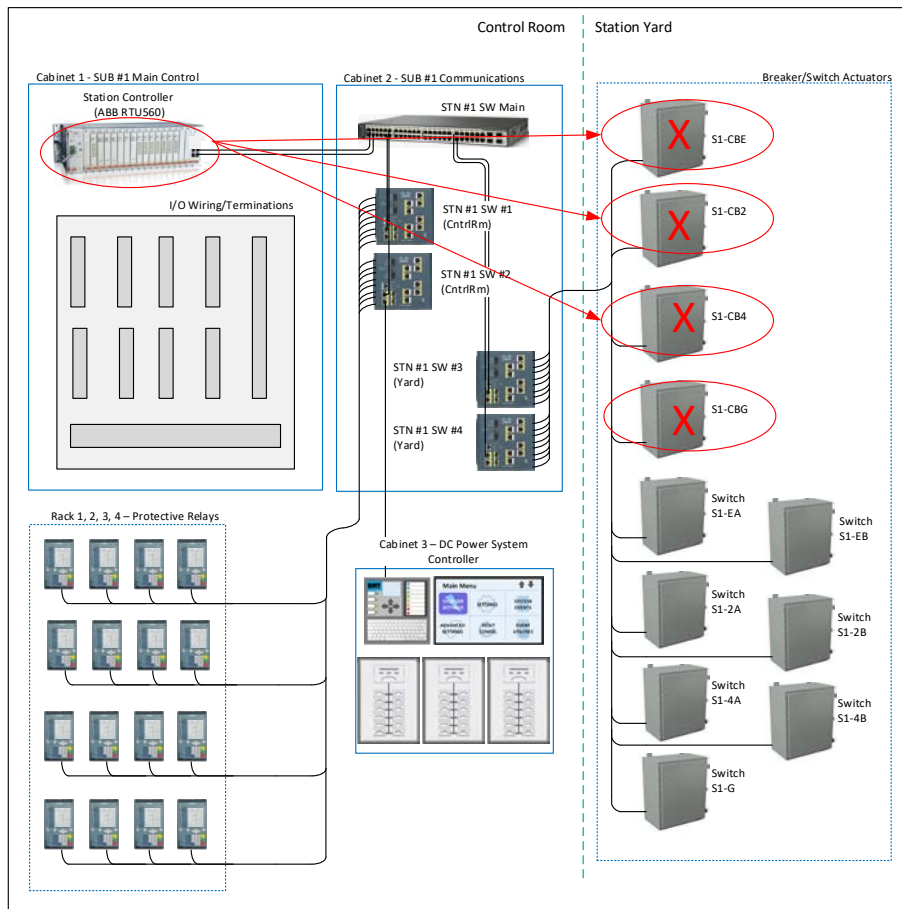 Control Room
Station Yard
Cabinet 1 - SUB #1 Main Control
Cabinet 2 - SUB #1 Communications
Breaker/Switch Actuators
Station Controller
(ABB RTU560)
STN #1 SW Main
X
S1-CBE
I/O Wiring/Terminations
STN #1 SW #1
(CntrlRm)
X
S1-CB2
STN #1 SW #2
(CntrlRm)
X
S1-CB4
STN #1 SW #3
(Yard)
X
S1-CBG
STN #1 SW #4
(Yard)
Switch
S1-EA
Switch
S1-EB
Rack 1, 2, 3, 4 – Protective Relays
Cabinet 3 – DC Power System
Controller
Main Menu
SETTINGS
SYSTEM
EVENTS
ADVANCED
SETTINGS
RESET
EVENT
UTILITIES
Switch
S1-2A
Switch
S1-2B
Switch
S1-4A
Switch
S1-4B
Switch
S1-G